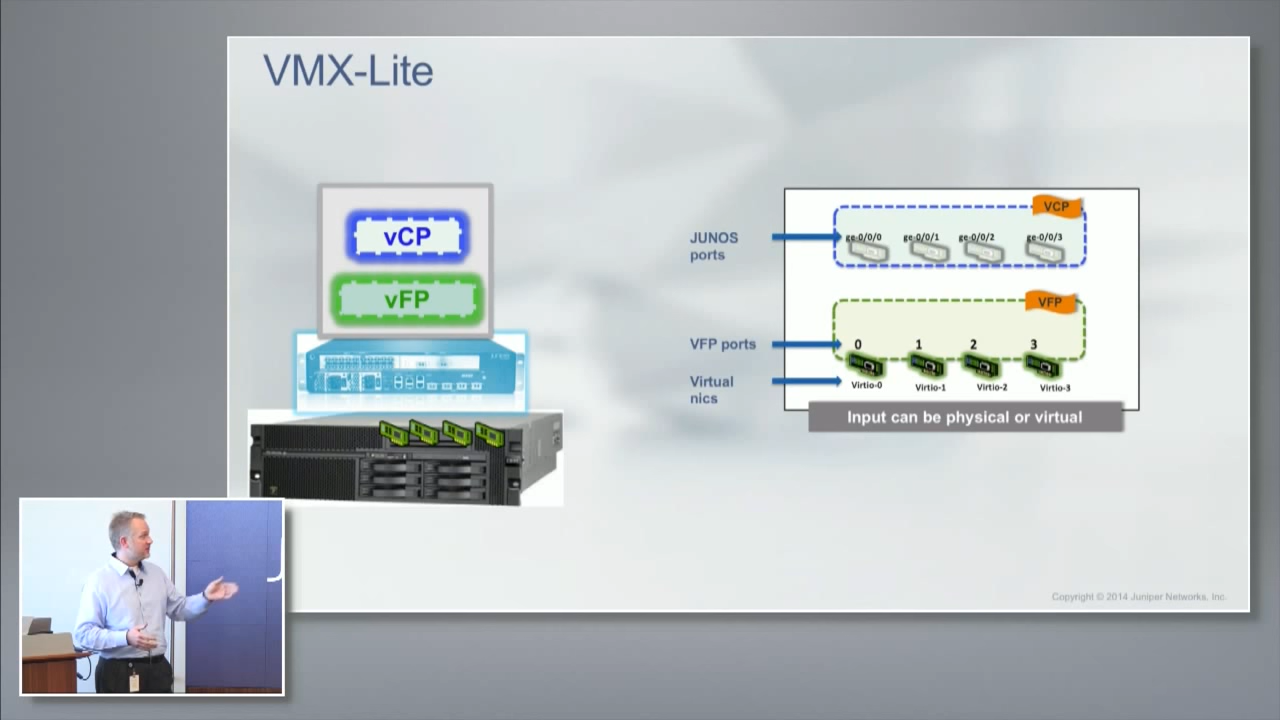 VMX-Lite
vCP
vFP
JUNOS
ports
VFP ports
Virtual
nics
VCP
ge-0/0/0 ge-0/0/1 ge-0/0/2 ge-0/0/3
VFP
0 1 2 3
Virtio-0 Virtio-1 Virtio-2 Virtio-3
Input can be physical or virtual
Copyright © 2014 Juniper Networks, Inc.